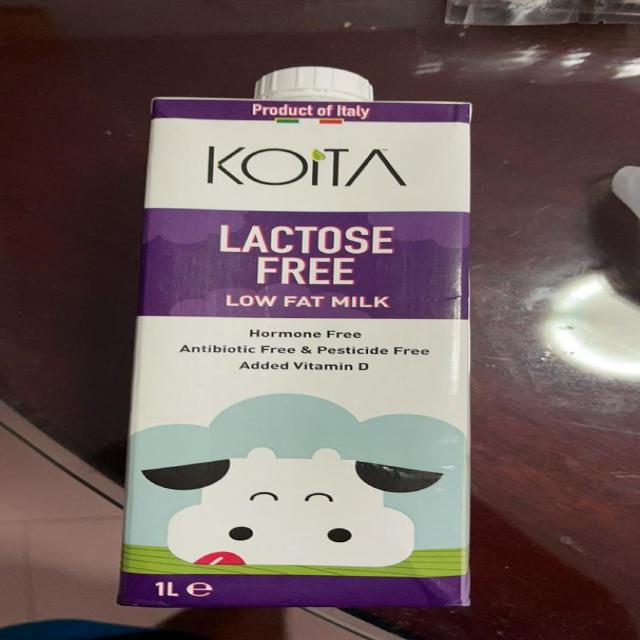 Product of Italy
KOITA
LACTOSE
FREE
LOW FAT MILK
Hormone Free
Antibiotic Free & Pesticide Free
Added Vitamin D
1L ℮